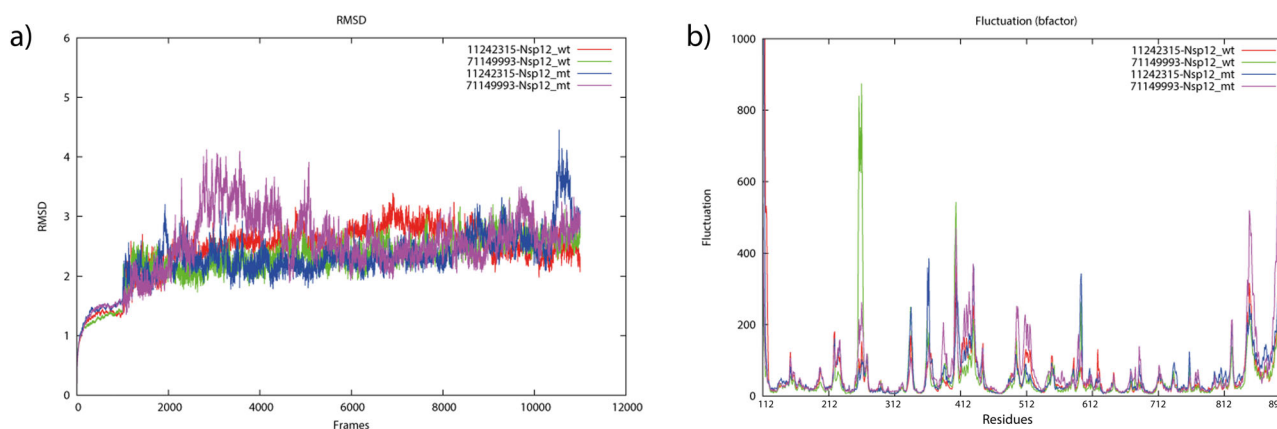 a)
RMSD
11242315-Nsp12_wt
71149993-Nsp12_wt
11242315-Nsp12_mt
71149993-Nsp12_mt
6
5
4
3
2
1
0
RMSD
0 2000 4000 6000 8000 10000 12000
Frames
b)
Fluctuation (bfactor)
11242315-Nsp12_wt
71149993-Nsp12_wt
11242315-Nsp12_mt
71149993-Nsp12_mt
1000
800
600
400
200
0
Fluctuation
112 212 312 412 512 612 712 812
Residues